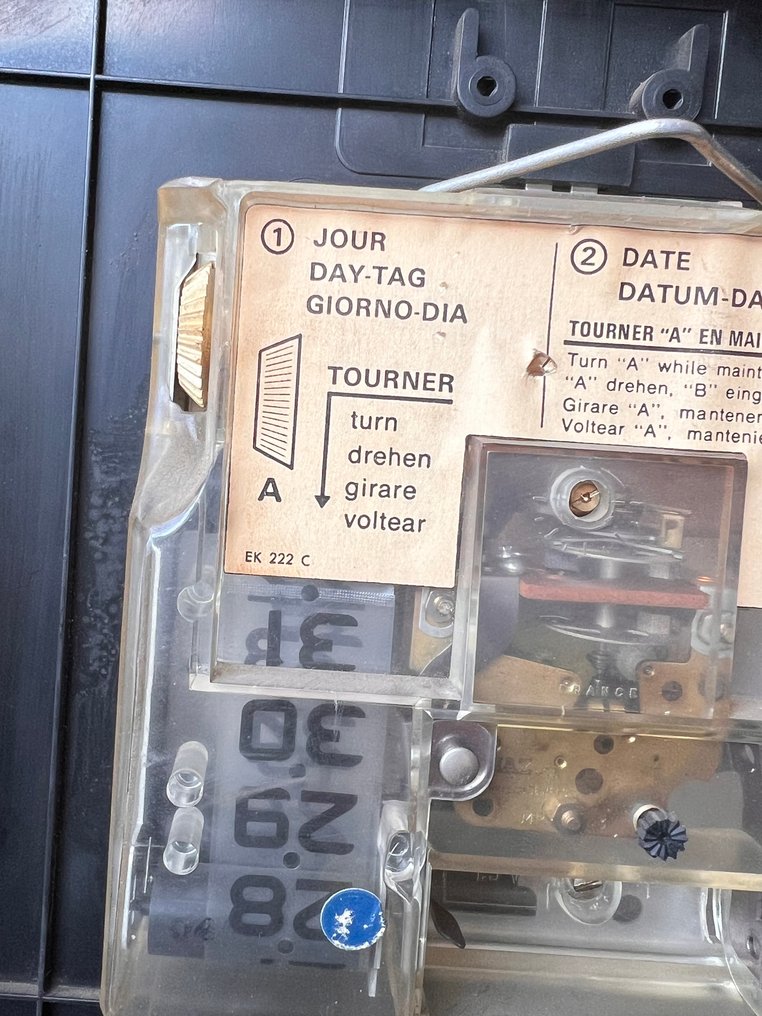 ① JOUR
DAY-TAG
GIORNO-DIA
TOURNER
turn
drehen
girare
voltear
A
EK 222 C
② DATE
DATUM-DA
TOURNER "A" EN MAI
Turn "A" while maint
"A" drehen, "B" eing
Girare "A", mantener
Voltear "A", mantenie
FRANCE
31
30
29
28